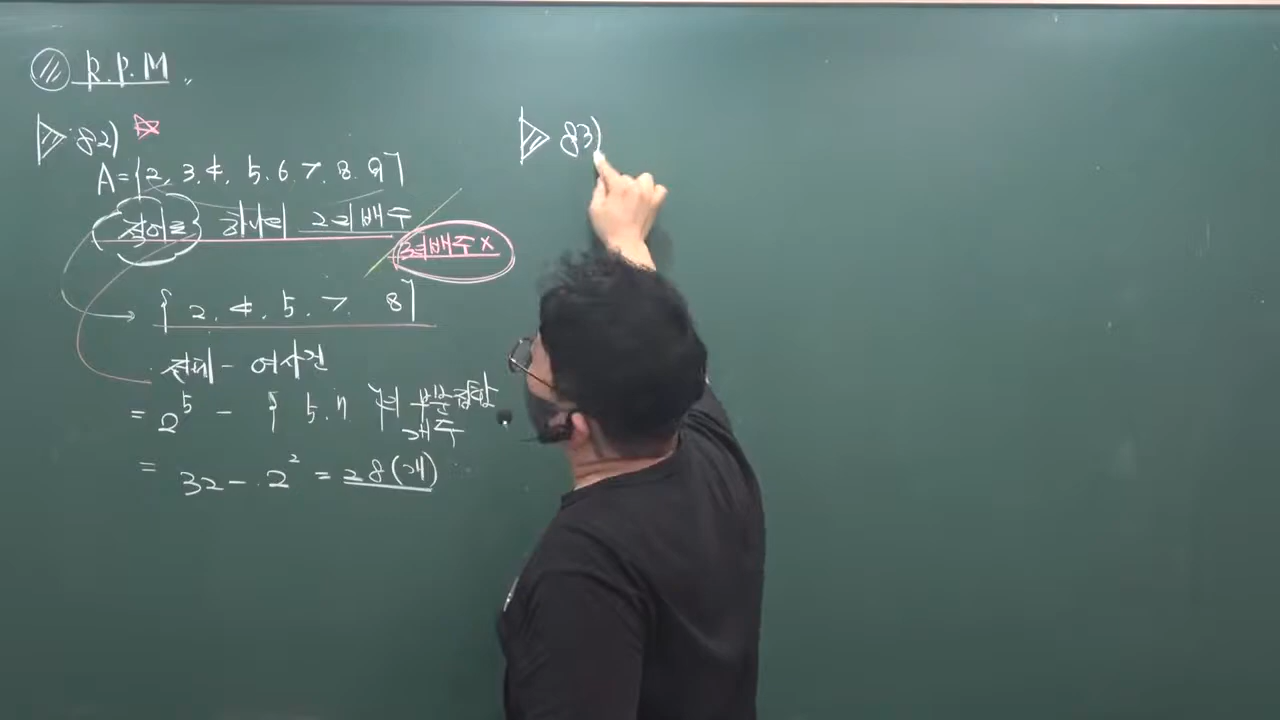 R.P.M
82)
A={2, 3, 4, 5, 6, 7, 8, 9}
적어도 하나의 2의 배수
3의 배수 x
{ 2, 4, 5, 7, 8}
전체 - 여사건
= 2⁵ - { 5, 7 }의 부분집합 개수
= 32 - 2² = 28(개)
83)